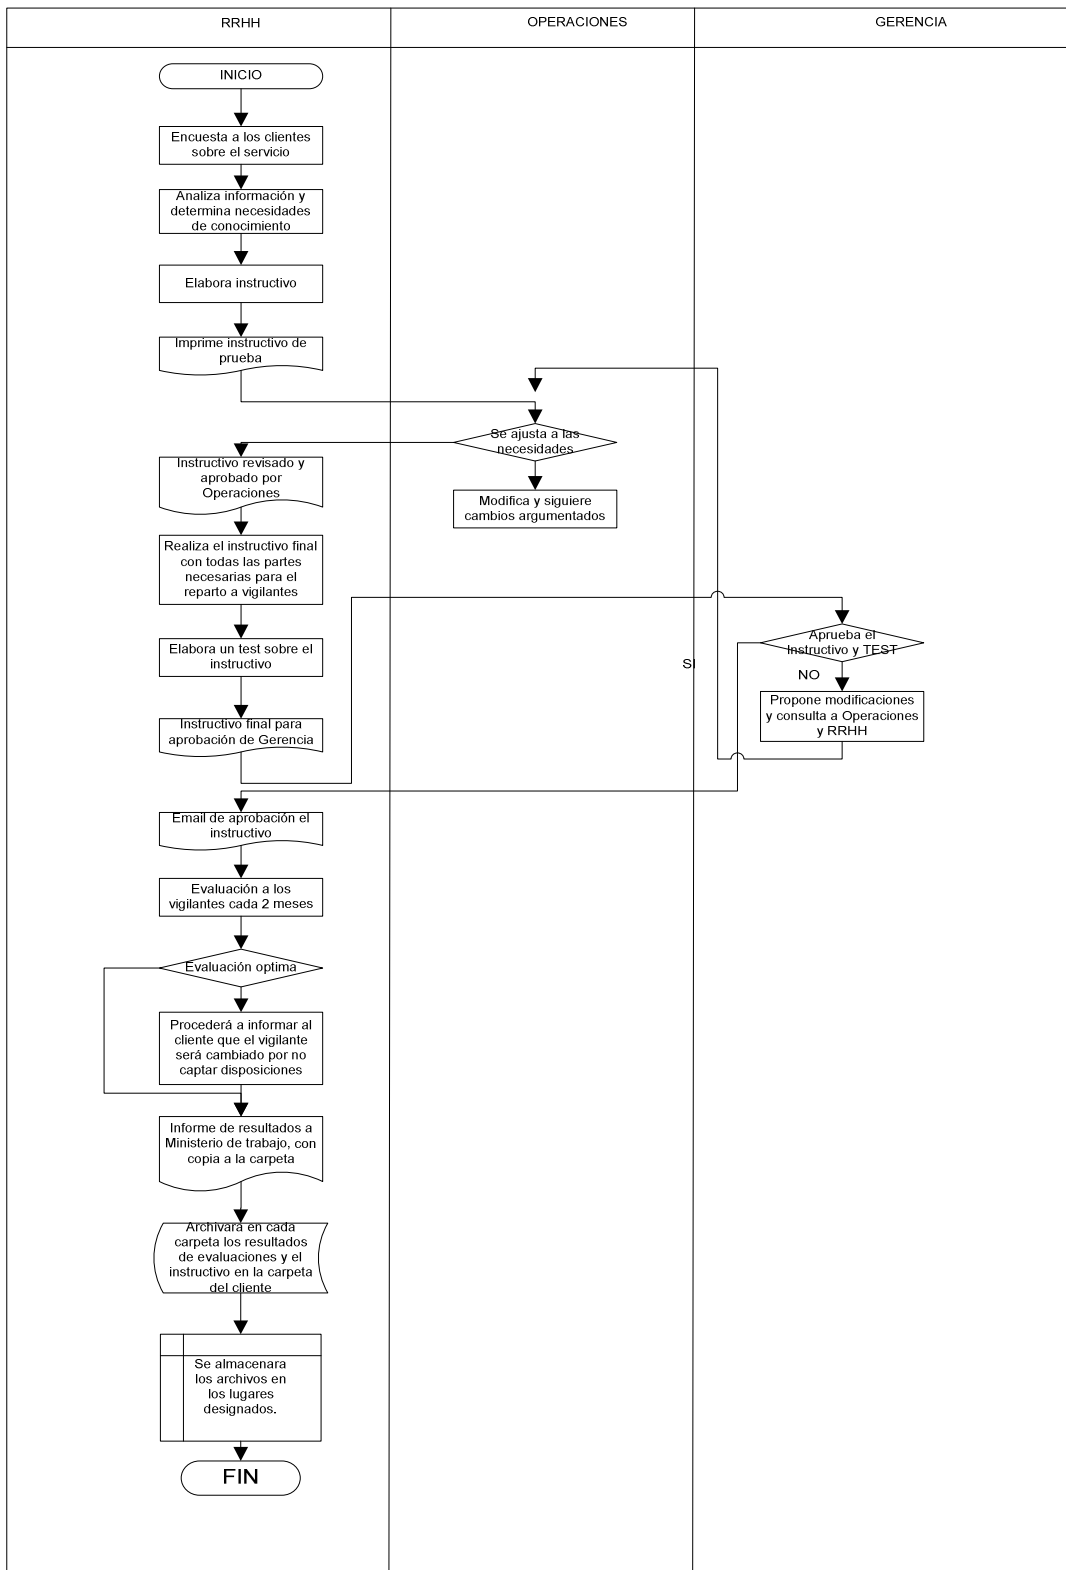 RRHH
OPERACIONES
GERENCIA
INICIO
Encuesta a los clientes
sobre el servicio
Analiza información y
determina necesidades
de conocimiento
Elabora instructivo
Imprime instructivo de
prueba
Se ajusta a las
necesidades
Instructivo revisado y
aprobado por
Operaciones
Modifica y siguiere
cambios argumentados
Realiza el instructivo final
con todas las partes
necesarias para el
reparto a vigilantes
Aprueba el
Instructivo y TEST
Elabora un test sobre el
instructivo
SI
NO
Propone modificaciones
y consulta a Operaciones
y RRHH
Instructivo final para
aprobación de Gerencia
Email de aprobación el
instructivo
Evaluación a los
vigilantes cada 2 meses
Evaluación optima
Procederá a informar al
cliente que el vigilante
será cambiado por no
captar disposiciones
Informe de resultados a
Ministerio de trabajo, con
copia a la carpeta
Archivara en cada
carpeta los resultados
de evaluaciones y el
instructivo en la carpeta
del cliente
Se almacenara
los archivos en
los lugares
designados.
FIN